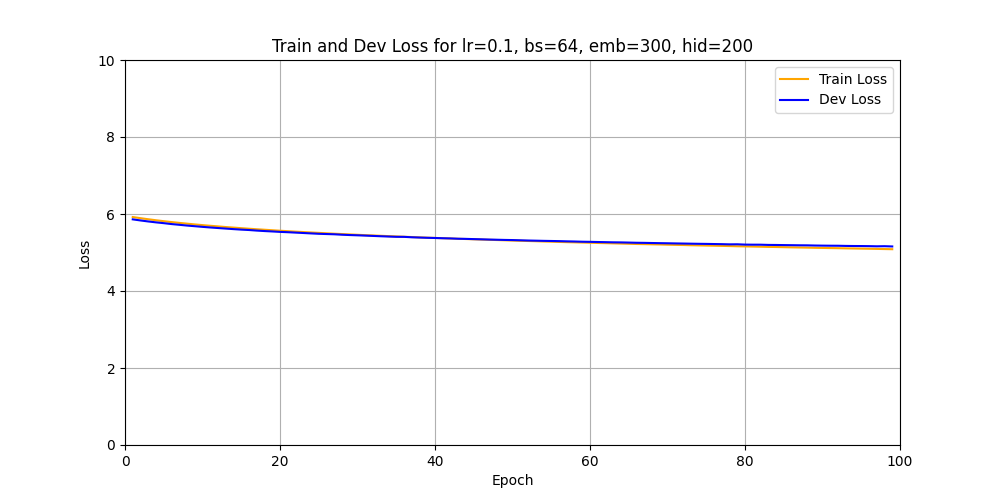 Train and Dev Loss for lr=0.1, bs=64, emb=300, hid=200
Train Loss
Dev Loss
10
8
6
4
2
0
Loss
0 20 40 60 80 100
Epoch